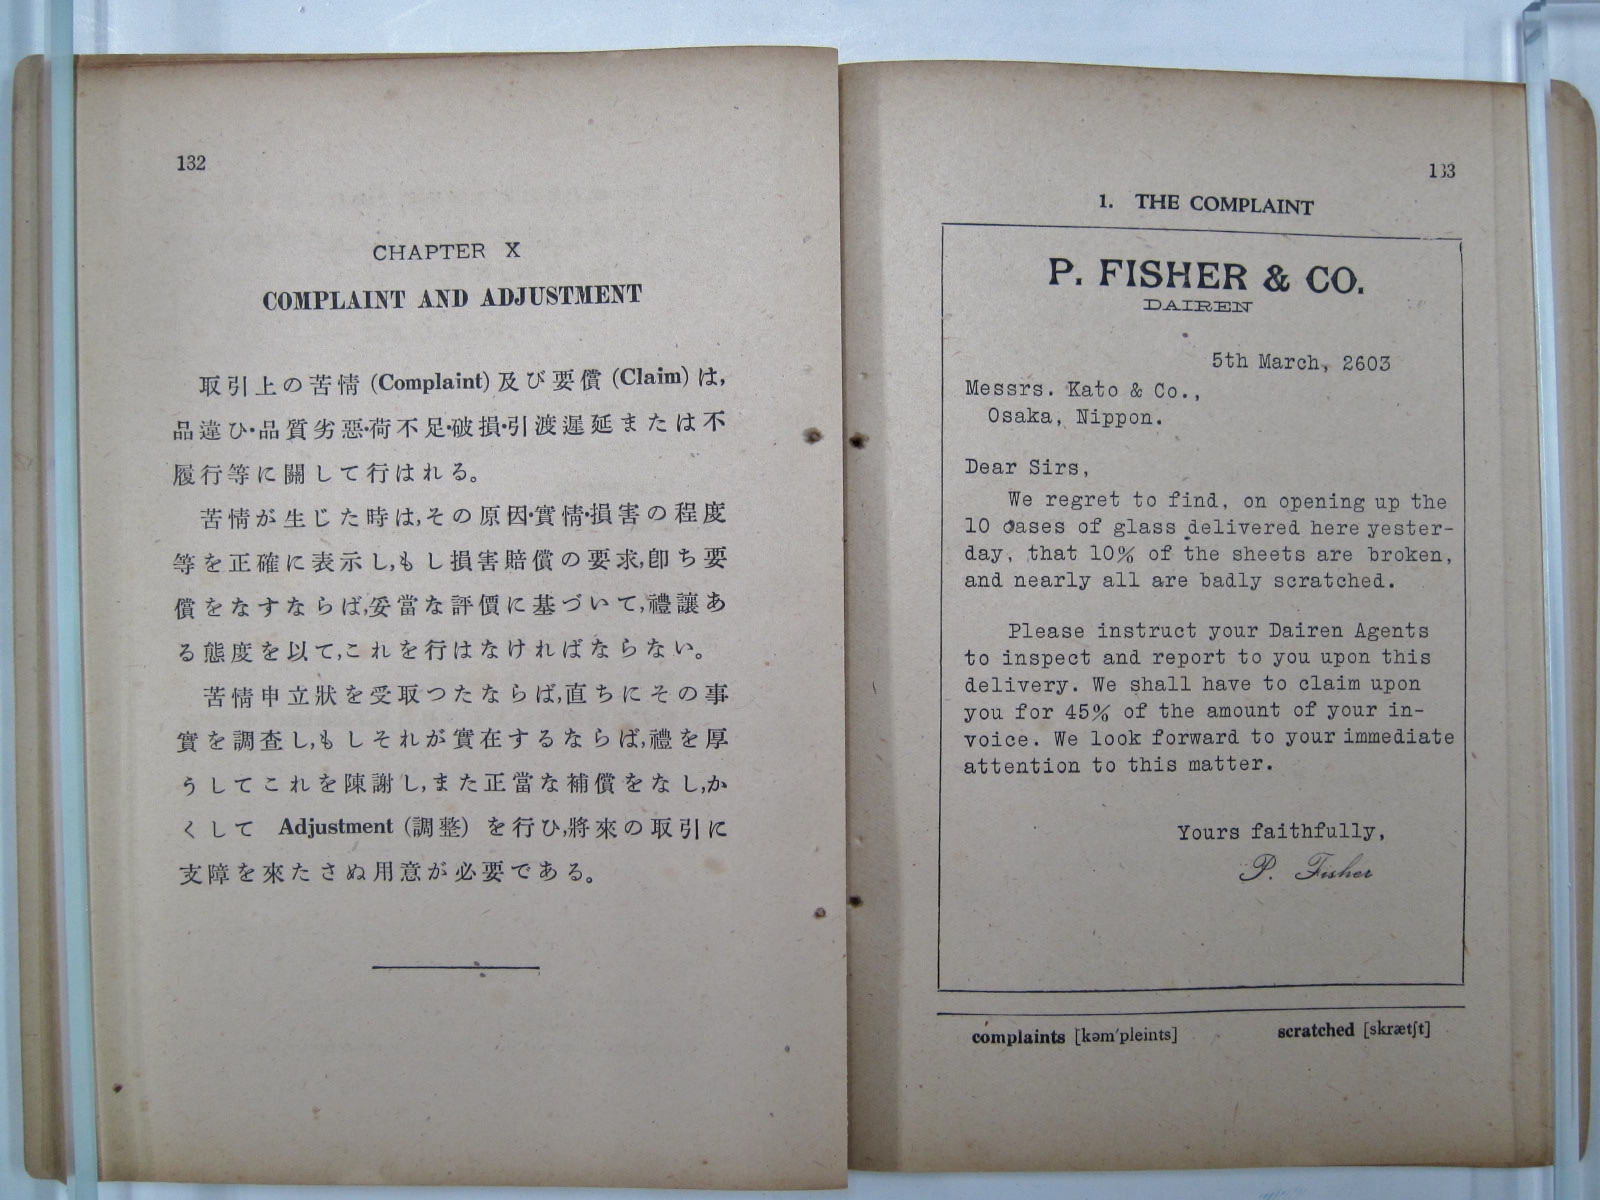 132
CHAPTER X
COMPLAINT AND ADJUSTMENT
取引上の苦情 (Complaint) 及び要償 (Claim) は,
品違ひ・品質劣惡・荷不足・破損・引渡遲延または不
履行等に關して行はれる。
苦情が生じた時は,その原因・實情・損害の程度
等を正確に表示し,もし損害賠償の要求,卽ち要
償をなすならば,妥當な評價に基づいて,禮讓あ
る態度を以て,これを行はなければならない。
苦情申立狀を受取つたならば,直ちにその事
實を調査し,もしそれが實在するならば,禮を厚
うしてこれを陳謝し,また正當な補償をなし,か
くして Adjustment (調整) を行ひ,將來の取引に
支障を來たさぬ用意が必要である。
133
1. THE COMPLAINT
P. FISHER & CO.
DAIREN
5th March, 2603
Messrs. Kato & Co.,
Osaka, Nippon.
Dear Sirs,
We regret to find, on opening up the
10 cases of glass delivered here yester-
day, that 10% of the sheets are broken,
and nearly all are badly scratched.
Please instruct your Dairen Agents
to inspect and report to you upon this
delivery. We shall have to claim upon
you for 45% of the amount of your in-
voice. We look forward to your immediate
attention to this matter.
Yours faithfully,
P. Fisher
complaints [kəm'pleints] scratched [skrætʃt]